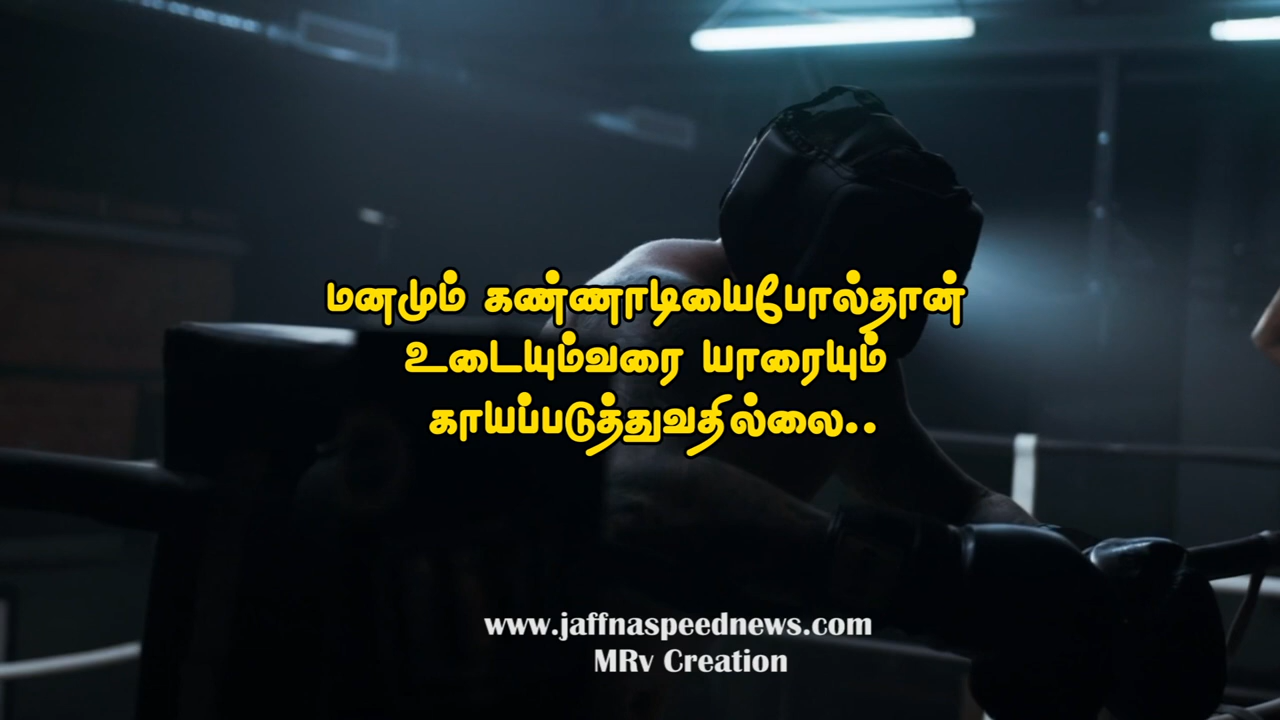 மனமும் கண்ணாடியைபோல்தான்
உடையும்வரை யாரையும்
காயப்படுத்துவதில்லை..
www.jaffnaspeednews.com
MRv Creation